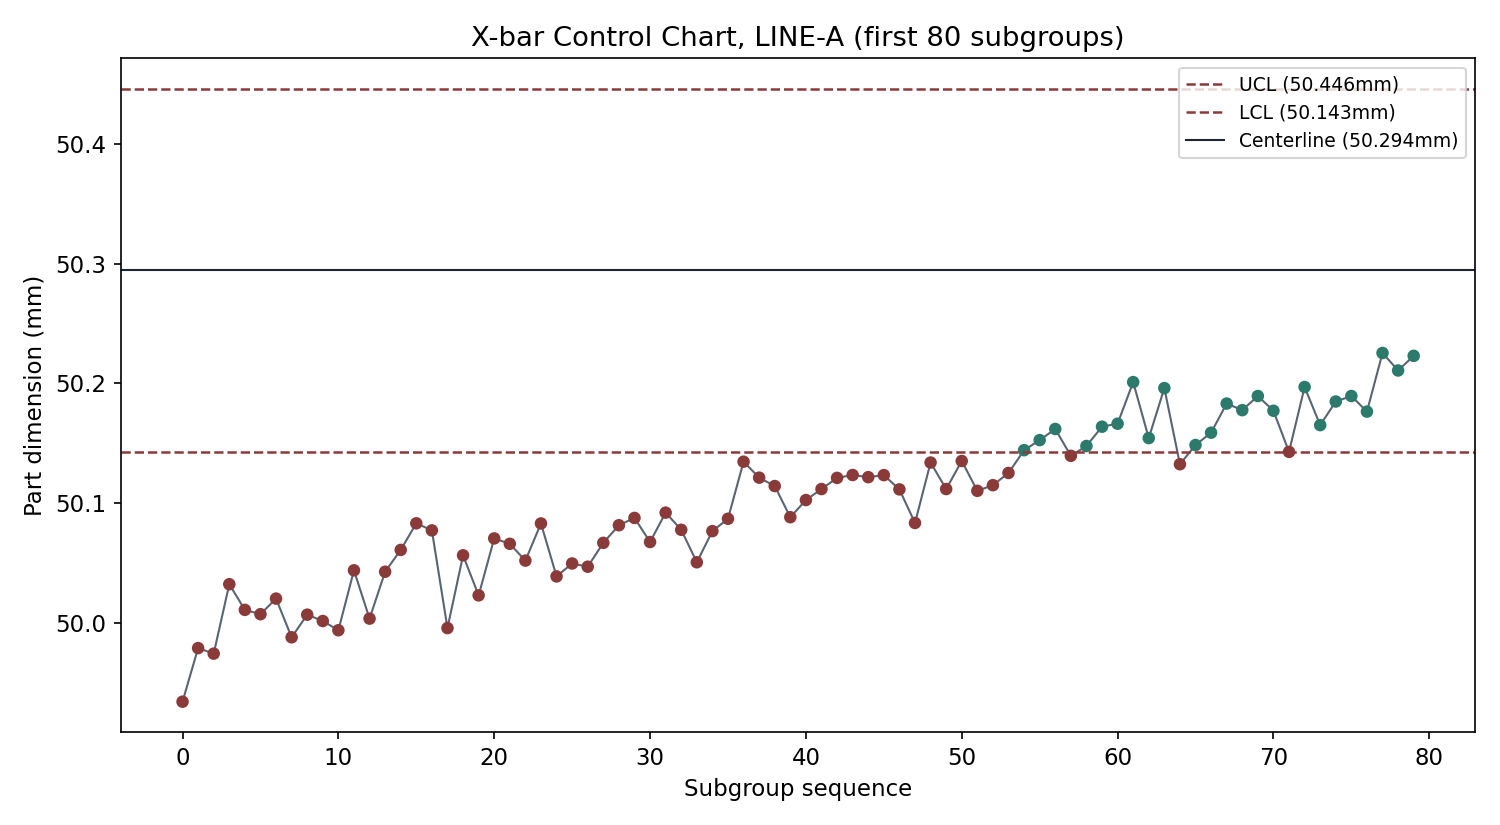 X-bar Control Chart, LINE-A (first 80 subgroups)
UCL (50.446mm)
LCL (50.143mm)
Centerline (50.294mm)
Part dimension (mm)
50.4
50.3
50.2
50.1
50.0
0 10 20 30 40 50 60 70 80
Subgroup sequence